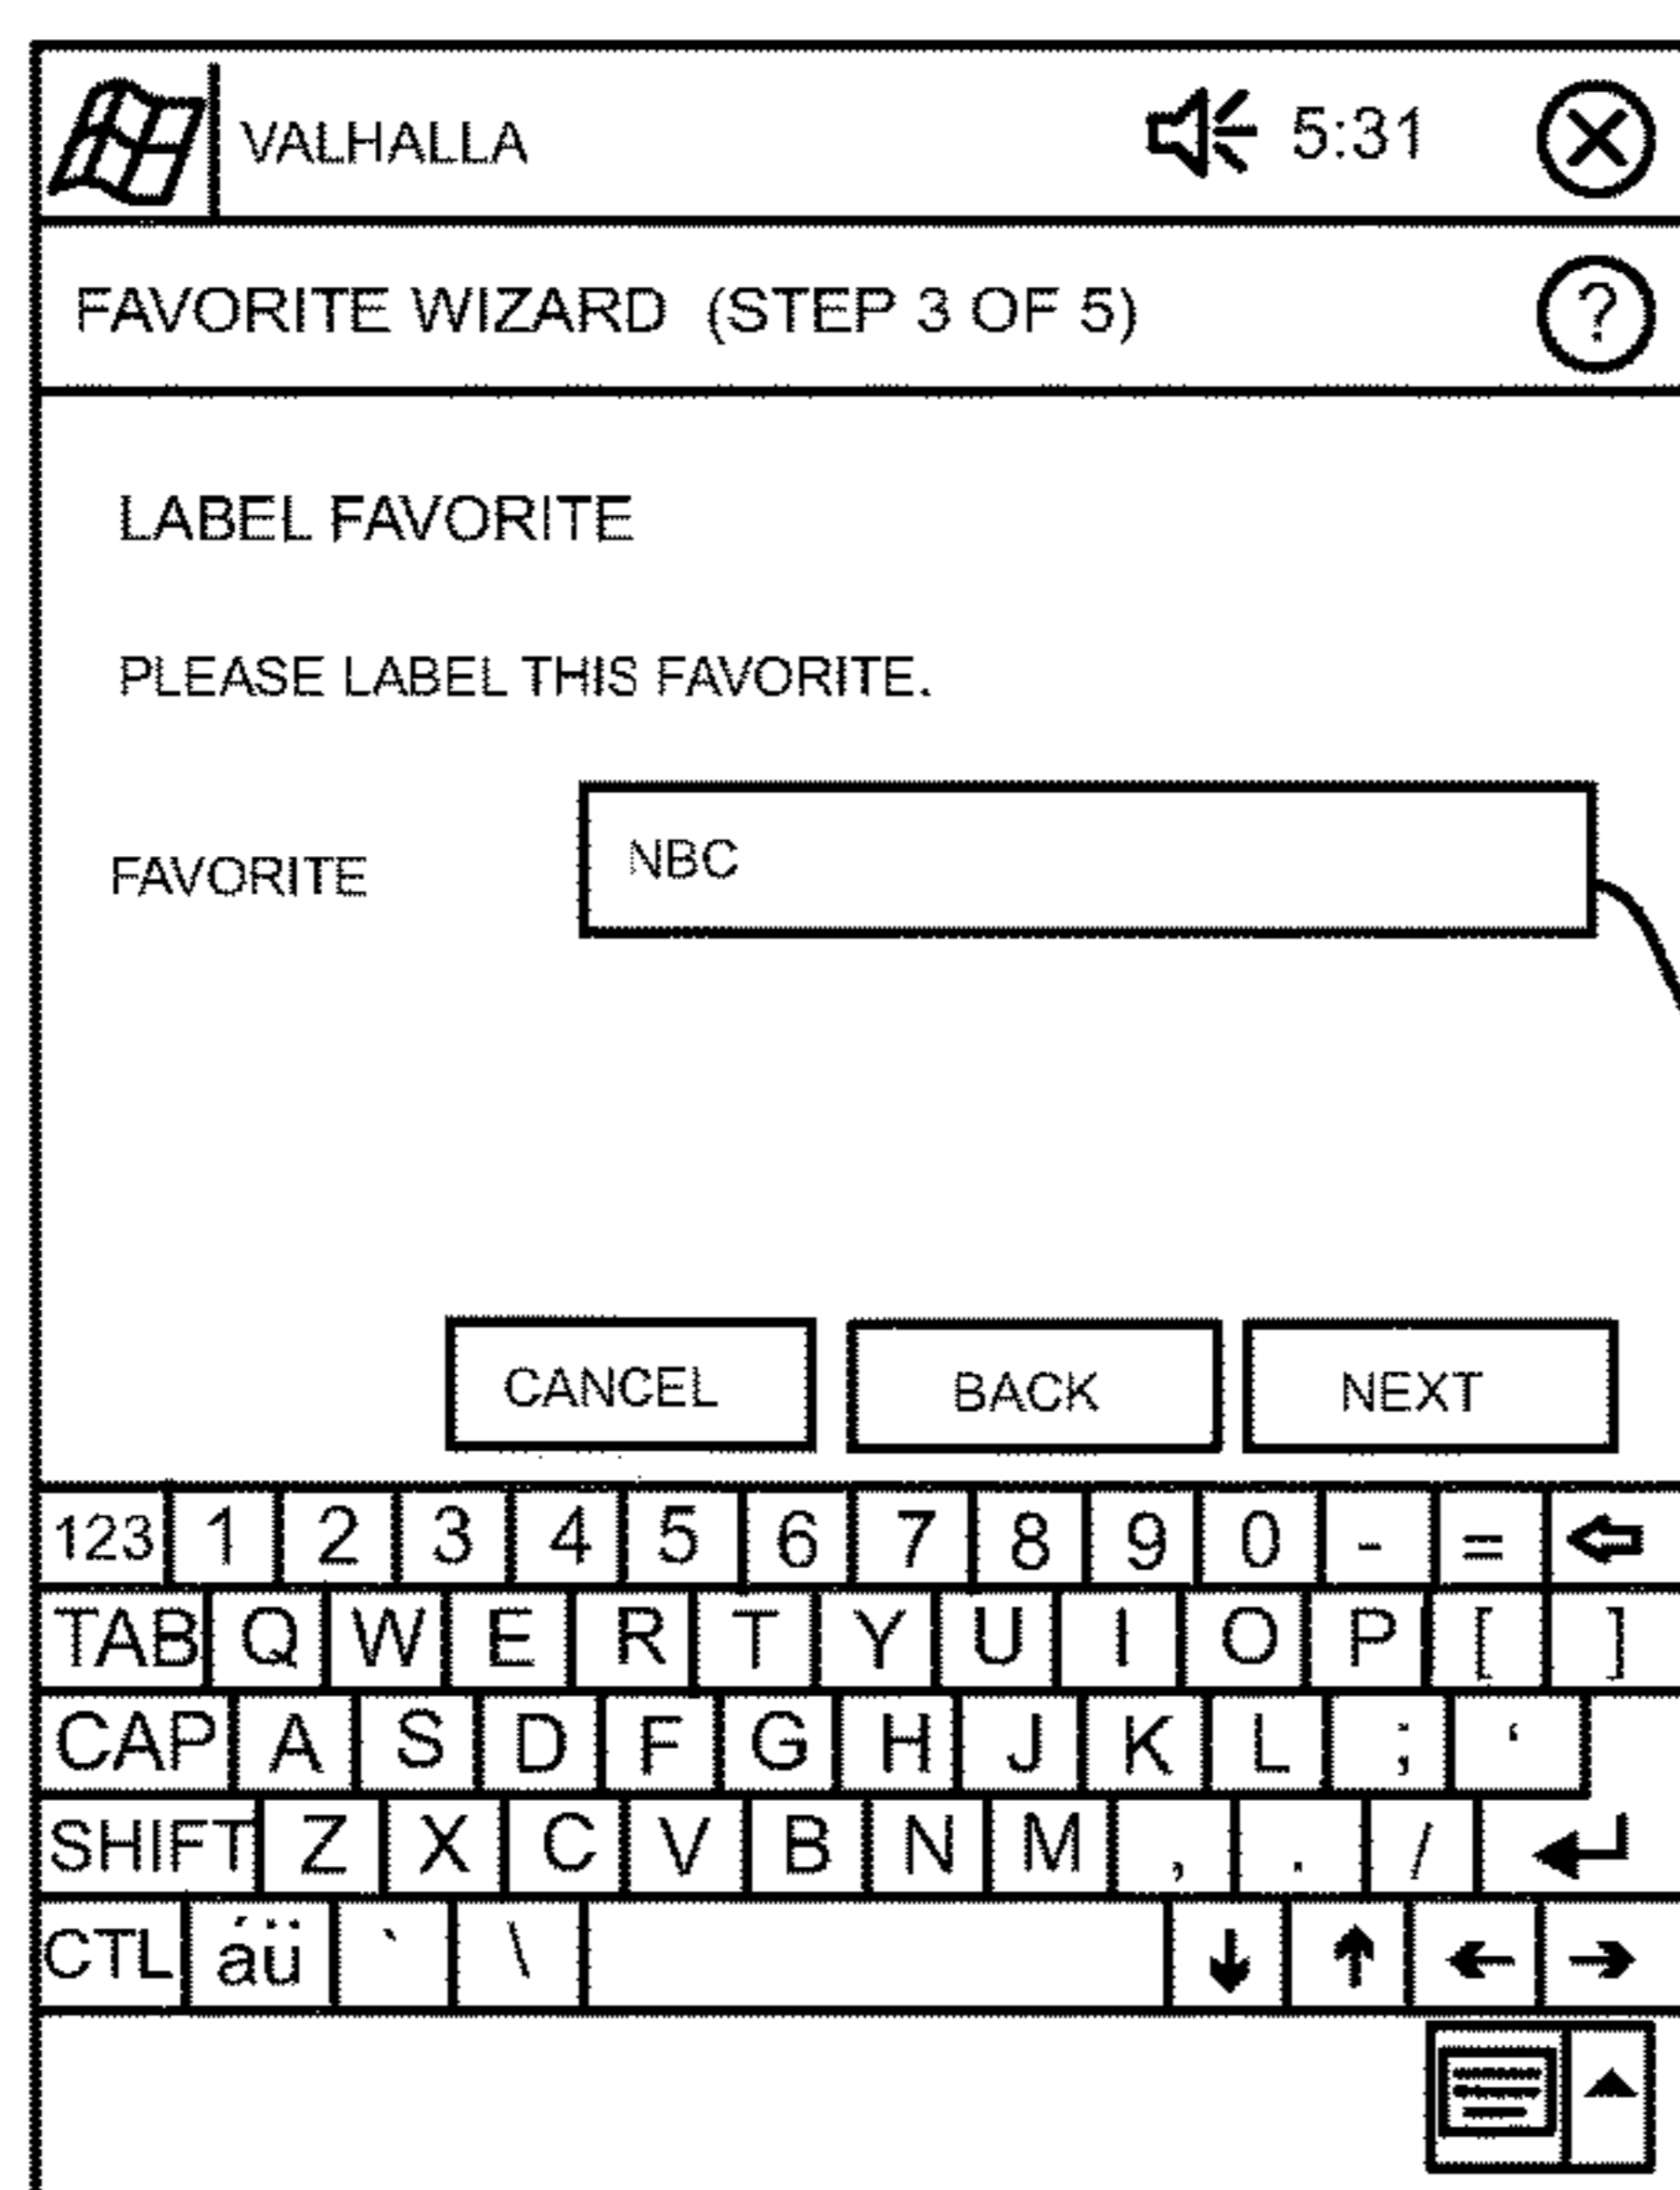 VALHALLA 5:31
FAVORITE WIZARD (STEP 3 OF 5) ?
LABEL FAVORITE
PLEASE LABEL THIS FAVORITE.
FAVORITE NBC
CANCEL BACK NEXT
123 1 2 3 4 5 6 7 8 9 0 - =
TAB Q W E R T Y U I O P [ ]
CAP A S D F G H J K L ; ‘
SHIFT Z X C V B N M , . /
CTL áü ` \